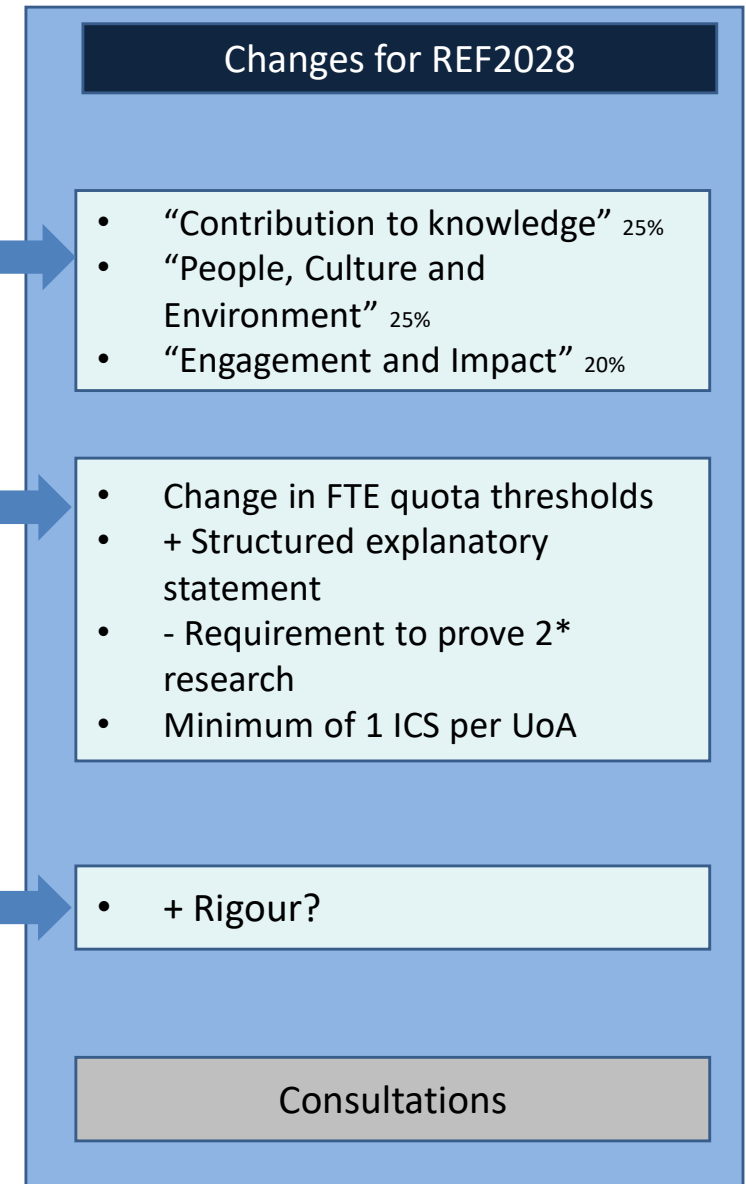 Changes for REF2028
• “Contribution to knowledge” 25%
• “People, Culture and
Environment” 25%
• “Engagement and Impact” 20%
• Change in FTE quota thresholds
• + Structured explanatory
statement
• - Requirement to prove 2*
research
• Minimum of 1 ICS per UoA
• + Rigour?
Consultations